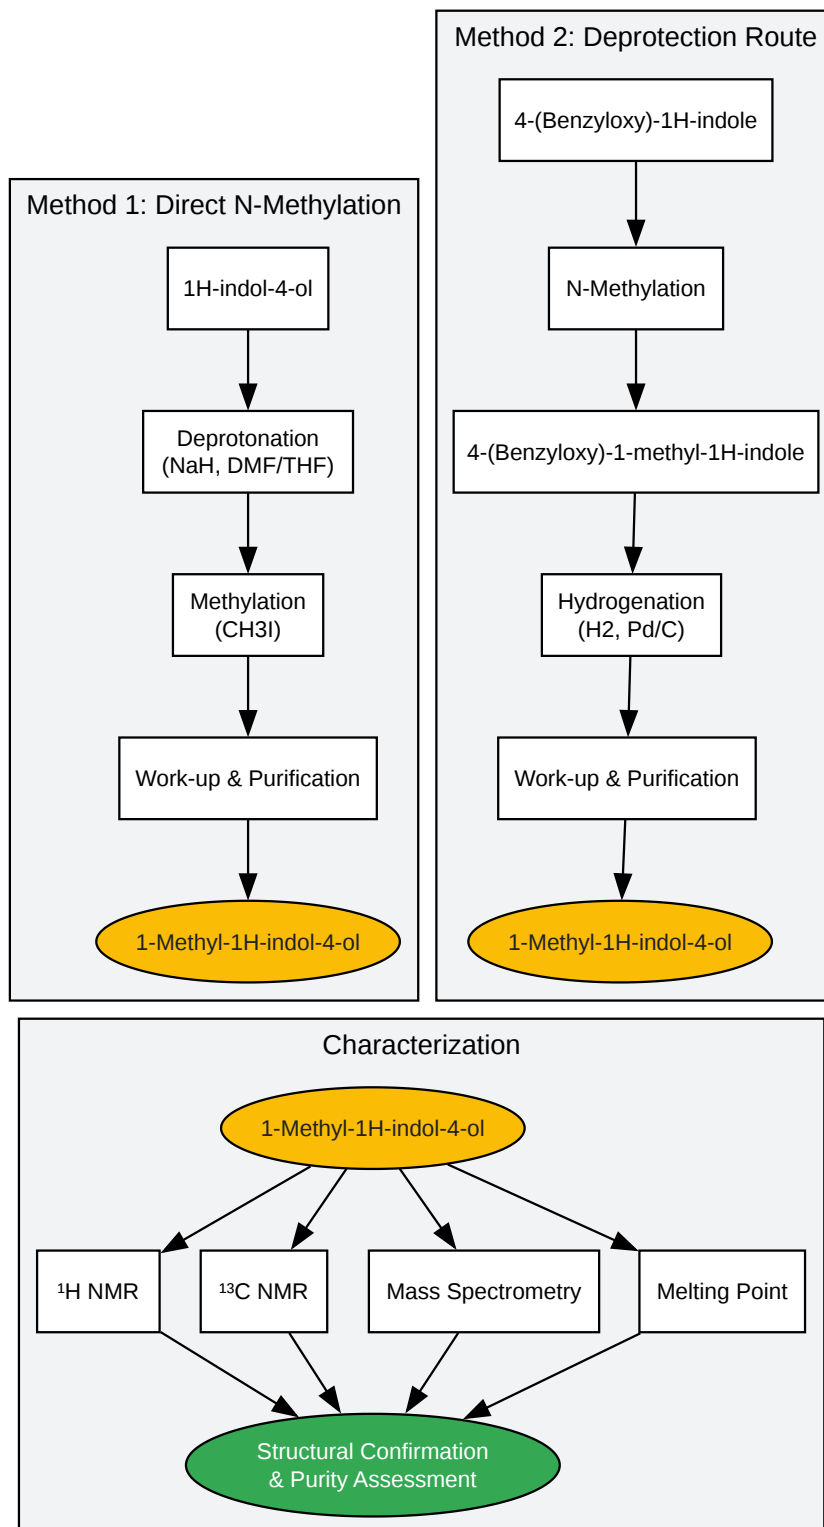 Method 1: Direct N-Methylation
1H-indol-4-ol
Deprotonation
(NaH, DMF/THF)
Methylation
(CH3I)
Work-up & Purification
1-Methyl-1H-indol-4-ol
Method 2: Deprotection Route
4-(Benzyloxy)-1H-indole
N-Methylation
4-(Benzyloxy)-1-methyl-1H-indole
Hydrogenation
(H2, Pd/C)
Work-up & Purification
1-Methyl-1H-indol-4-ol
Characterization
1-Methyl-1H-indol-4-ol
¹H NMR
¹³C NMR
Mass Spectrometry
Melting Point
Structural Confirmation
& Purity Assessment